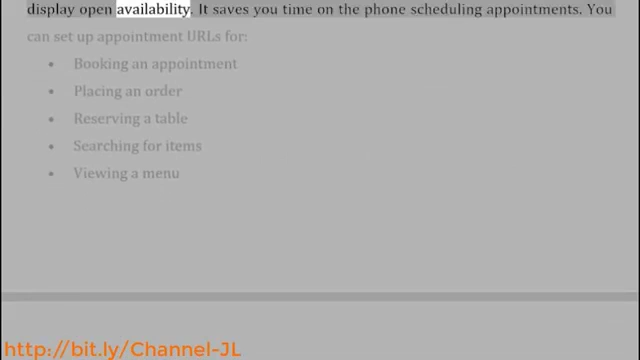 display open availability. It saves you time on the phone scheduling appointments. You
can set up appointment URLs for:
• Booking an appointment
• Placing an order
• Reserving a table
• Searching for items
• Viewing a menu
http://bit.ly/Channel-JL